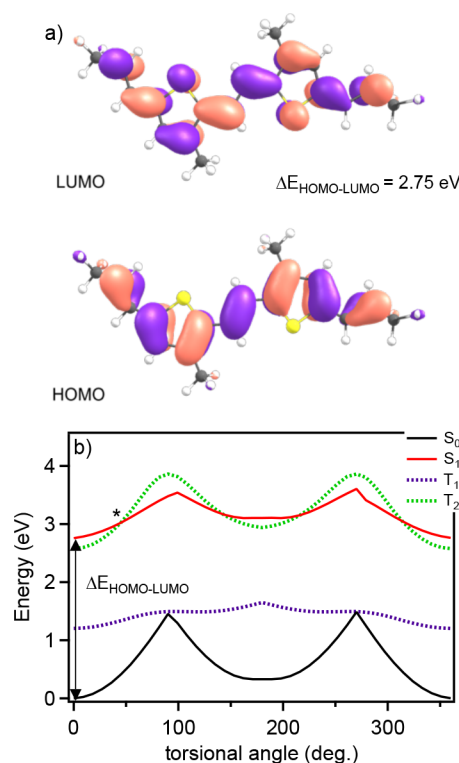 a)
LUMO
ΔE_HOMO-LUMO = 2.75 eV
HOMO
b)
S₀
S₁
T₁
T₂
4
3
2
1
0
Energy (eV)
*
ΔE_HOMO-LUMO
0 100 200 300
torsional angle (deg.)